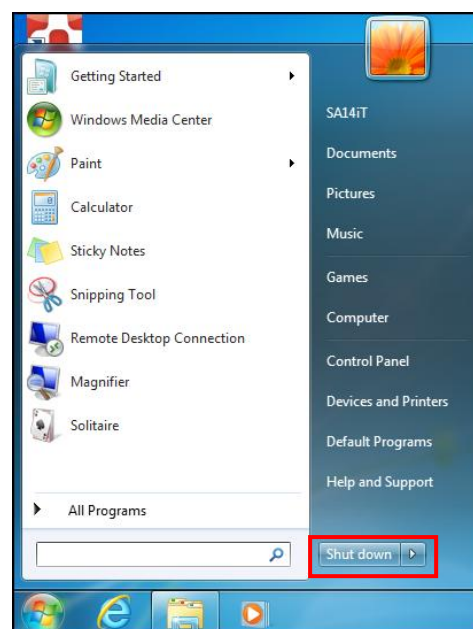 Getting Started
Windows Media Center
Paint
Calculator
Sticky Notes
Snipping Tool
Remote Desktop Connection
Magnifier
Solitaire
All Programs
SA14iT
Documents
Pictures
Music
Games
Computer
Control Panel
Devices and Printers
Default Programs
Help and Support
Shut down